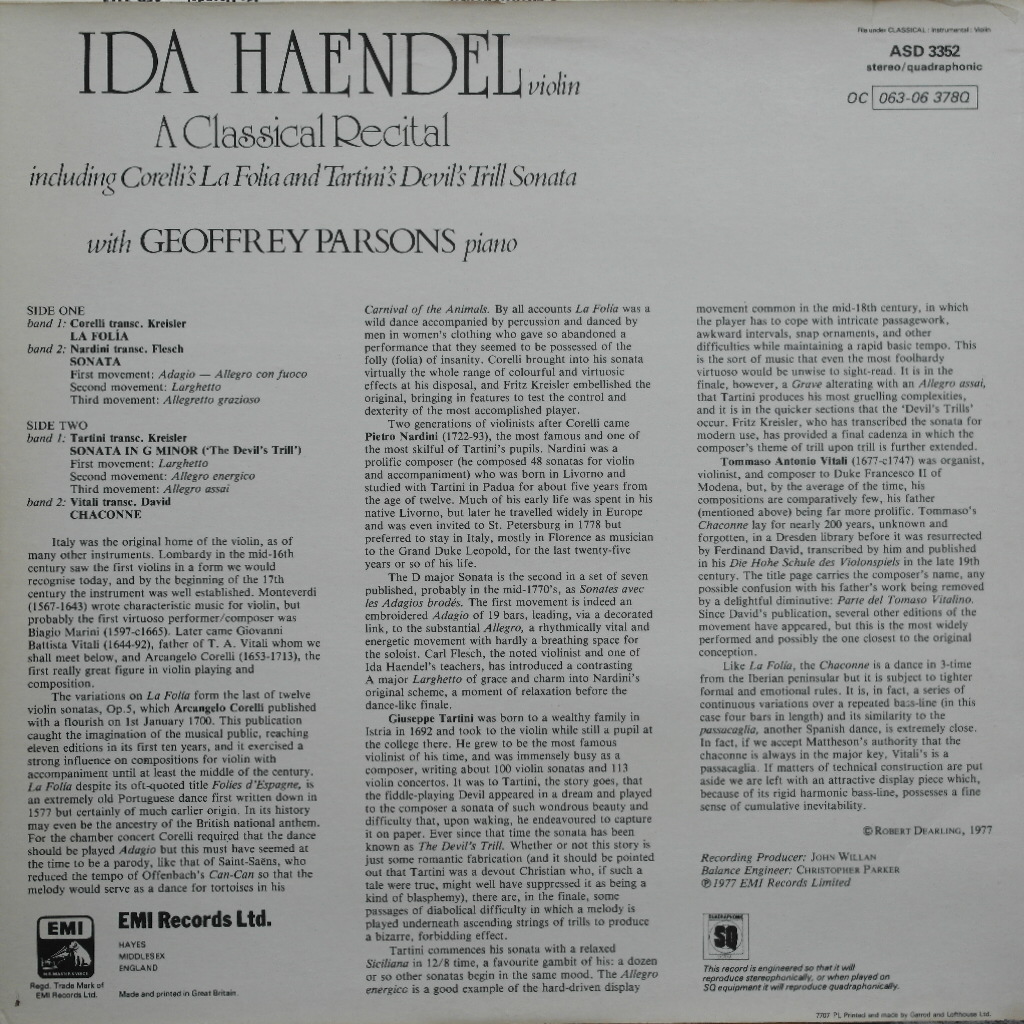 File under CLASSICAL : Instrumental : Violin
ASD 3352
stereo/quadraphonic
OC 063-06 378Q
IDA HAENDEL violin
A Classical Recital
including Corelli's La Folia and Tartini's Devil's Trill Sonata
with GEOFFREY PARSONS piano
SIDE ONE
band 1: Corelli transc. Kreisler
LA FOLÍA
band 2: Nardini transc. Flesch
SONATA
First movement: Adagio — Allegro con fuoco
Second movement: Larghetto
Third movement: Allegretto grazioso
SIDE TWO
band 1: Tartini transc. Kreisler
SONATA IN G MINOR ('The Devil's Trill')
First movement: Larghetto
Second movement: Allegro energico
Third movement: Allegro assai
band 2: Vitali transc. David
CHACONNE
Italy was the original home of the violin, as of
many other instruments. Lombardy in the mid-16th
century saw the first violins in a form we would
recognise today, and by the beginning of the 17th
century the instrument was well established. Monteverdi
(1567-1643) wrote characteristic music for violin, but
probably the first virtuoso performer/composer was
Biagio Marini (1597-c1665). Later came Giovanni
Battista Vitali (1644-92), father of T. A. Vitali whom we
shall meet below, and Arcangelo Corelli (1653-1713), the
first really great figure in violin playing and
composition.
The variations on La Folía form the last of twelve
violin sonatas, Op.5, which Arcangelo Corelli published
with a flourish on 1st January 1700. This publication
caught the imagination of the musical public, reaching
eleven editions in its first ten years, and it exercised a
strong influence on compositions for violin with
accompaniment until at least the middle of the century.
La Folía despite its oft-quoted title Folies d'Espagne, is
an extremely old Portuguese dance first written down in
1577 but certainly of much earlier origin. In its history
may even be the ancestry of the British national anthem.
For the chamber concert Corelli required that the dance
should be played Adagio but this must have seemed at
the time to be a parody, like that of Saint-Saëns, who
reduced the tempo of Offenbach's Can-Can so that the
melody would serve as a dance for tortoises in his
Carnival of the Animals. By all accounts La Folía was a
wild dance accompanied by percussion and danced by
men in women's clothing who gave so abandoned a
performance that they seemed to be possessed of the
folly (folia) of insanity. Corelli brought into his sonata
virtually the whole range of colourful and virtuosic
effects at his disposal, and Fritz Kreisler embellished the
original, bringing in features to test the control and
dexterity of the most accomplished player.
Two generations of violinists after Corelli came
Pietro Nardini (1722-93), the most famous and one of
the most skilful of Tartini's pupils. Nardini was a
prolific composer (he composed 48 sonatas for violin
and accompaniment) who was born in Livorno and
studied with Tartini in Padua for about five years from
the age of twelve. Much of his early life was spent in his
native Livorno, but later he travelled widely in Europe
and was even invited to St. Petersburg in 1778 but
preferred to stay in Italy, mostly in Florence as musician
to the Grand Duke Leopold, for the last twenty-five
years or so of his life.
The D major Sonata is the second in a set of seven
published, probably in the mid-1770's, as Sonates avec
les Adagios brodés. The first movement is indeed an
embroidered Adagio of 19 bars, leading, via a decorated
link, to the substantial Allegro, a rhythmically vital and
energetic movement with hardly a breathing space for
the soloist. Carl Flesch, the noted violinist and one of
Ida Haendel's teachers, has introduced a contrasting
A major Larghetto of grace and charm into Nardini's
original scheme, a moment of relaxation before the
dance-like finale.
Giuseppe Tartini was born to a wealthy family in
Istria in 1692 and took to the violin while still a pupil at
the college there. He grew to be the most famous
violinist of his time, and was immensely busy as a
composer, writing about 100 violin sonatas and 113
violin concertos. It was to Tartini, the story goes, that
the fiddle-playing Devil appeared in a dream and played
to the composer a sonata of such wondrous beauty and
difficulty that, upon waking, he endeavoured to capture
it on paper. Ever since that time the sonata has been
known as The Devil's Trill. Whether or not this story is
just some romantic fabrication (and it should be pointed
out that Tartini was a devout Christian who, if such a
tale were true, might well have suppressed it as being a
kind of blasphemy), there are, in the finale, some
passages of diabolical difficulty in which a melody is
played underneath ascending strings of trills to produce
a bizarre, forbidding effect.
Tartini commences his sonata with a relaxed
Siciliana in 12/8 time, a favourite gambit of his: a dozen
or so other sonatas begin in the same mood. The Allegro
energico is a good example of the hard-driven display
movement common in the mid-18th century, in which
the player has to cope with intricate passagework,
awkward intervals, snap ornaments, and other
difficulties while maintaining a rapid basic tempo. This
is the sort of music that even the most foolhardy
virtuoso would be unwise to sight-read. It is in the
finale, however, a Grave alterating with an Allegro assai,
that Tartini produces his most gruelling complexities,
and it is in the quicker sections that the 'Devil's Trills'
occur. Fritz Kreisler, who has transcribed the sonata for
modern use, has provided a final cadenza in which the
composer's theme of trill upon trill is further extended.
Tommaso Antonio Vitali (1677-c1747) was organist,
violinist, and composer to Duke Francesco II of
Modena, but, by the average of the time, his
compositions are comparatively few, his father
(mentioned above) being far more prolific. Tommaso's
Chaconne lay for nearly 200 years, unknown and
forgotten, in a Dresden library before it was resurrected
by Ferdinand David, transcribed by him and published
in his Die Hohe Schule des Violonspiels in the late 19th
century. The title page carries the composer's name, any
possible confusion with his father's work being removed
by a delightful diminutive: Parte del Tomaso Vitalino.
Since David's publication, several other editions of the
movement have appeared, but this is the most widely
performed and possibly the one closest to the original
conception.
Like La Folía, the Chaconne is a dance in 3-time
from the Iberian peninsular but it is subject to tighter
formal and emotional rules. It is, in fact, a series of
continuous variations over a repeated bass-line (in this
case four bars in length) and its similarity to the
passacaglia, another Spanish dance, is extremely close.
In fact, if we accept Mattheson's authority that the
chaconne is always in the major key, Vitali's is a
passacaglia. If matters of technical construction are put
aside we are left with an attractive display piece which,
because of its rigid harmonic bass-line, possesses a fine
sense of cumulative inevitability.
© ROBERT DEARLING, 1977
Recording Producer: JOHN WILLAN
Balance Engineer: CHRISTOPHER PARKER
℗ 1977 EMI Records Limited
EMI
HIS MASTER'S VOICE
Regd. Trade Mark of
EMI Records Ltd.
EMI Records Ltd.
HAYES
MIDDLESEX
ENGLAND
Made and printed in Great Britain.
QUADRAPHONIC
SQ
This record is engineered so that it will
reproduce stereophonically, or when played on
SQ equipment it will reproduce quadraphonically.
7707 PL Printed and made by Garrod and Lofthouse Ltd.